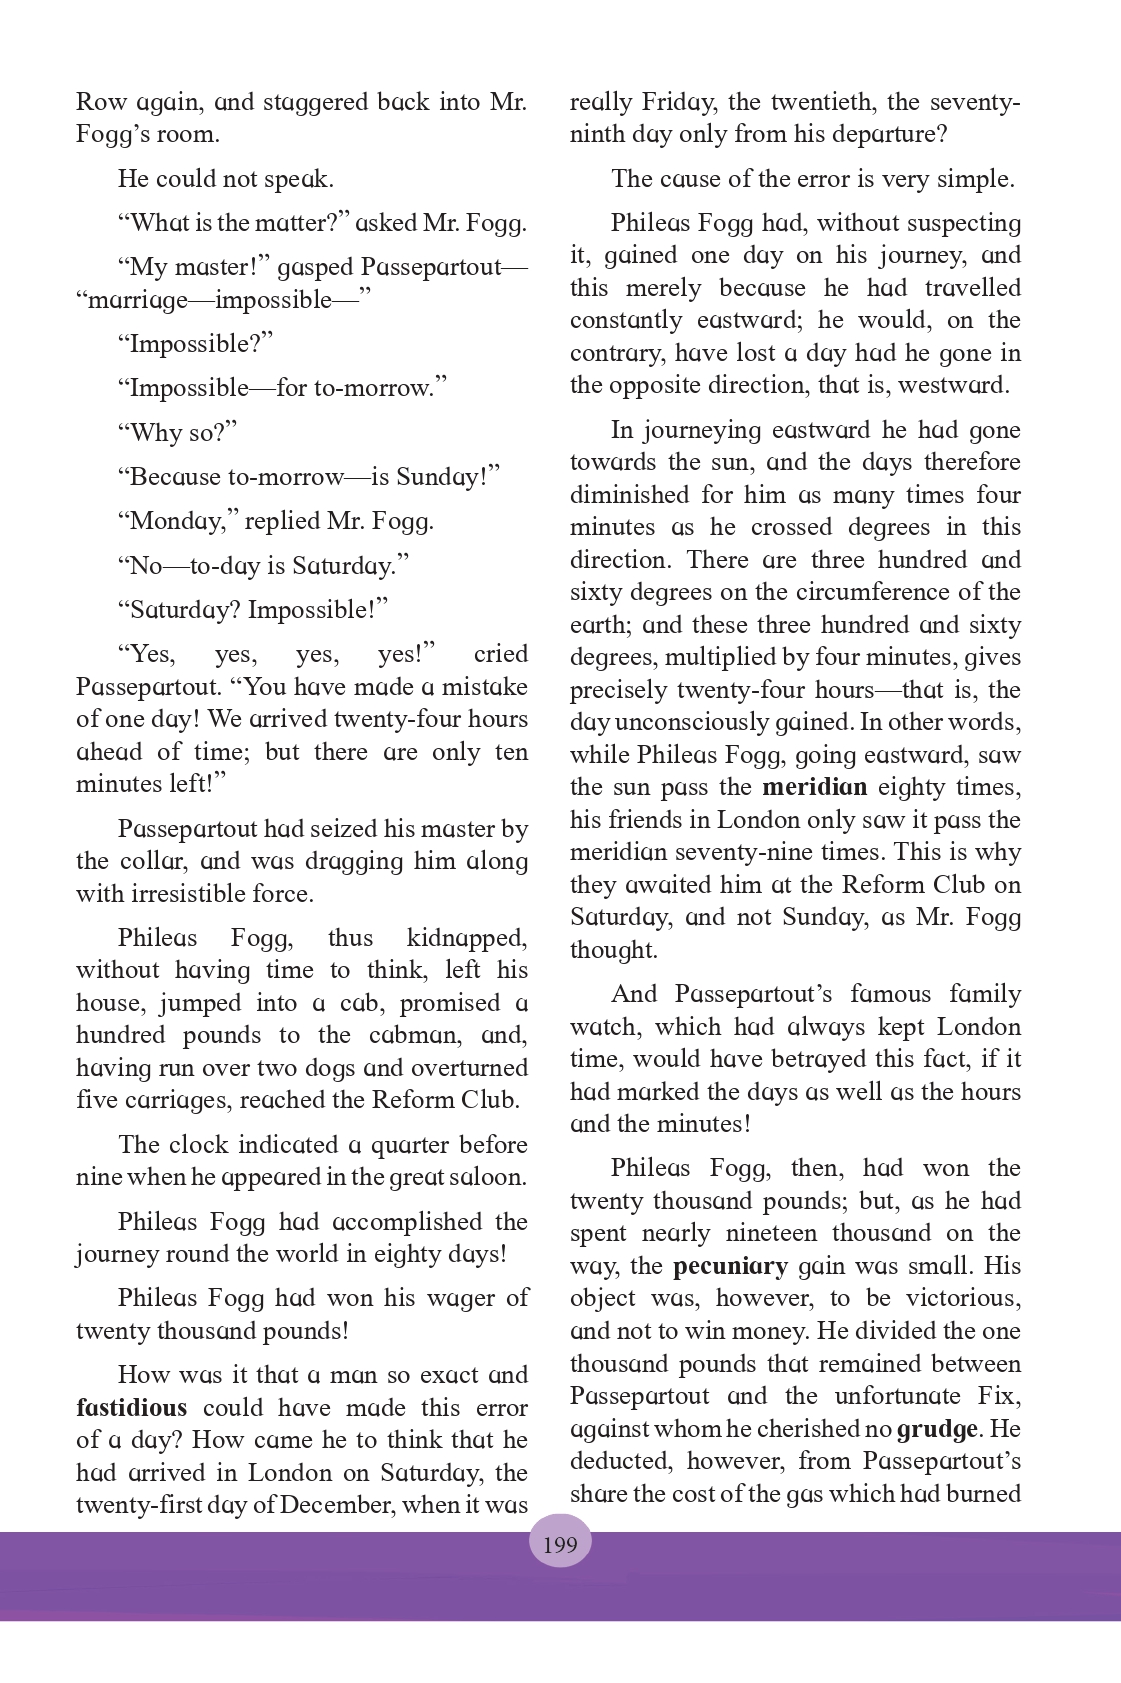 Row again, and staggered back into Mr.
Fogg’s room.
He could not speak.
“What is the matter?” asked Mr. Fogg.
“My master!” gasped Passepartout—
“marriage—impossible—”
“Impossible?”
“Impossible—for to-morrow.”
“Why so?”
“Because to-morrow—is Sunday!”
“Monday,” replied Mr. Fogg.
“No—to-day is Saturday.”
“Saturday? Impossible!”
“Yes, yes, yes, yes!” cried
Passepartout. “You have made a mistake
of one day! We arrived twenty-four hours
ahead of time; but there are only ten
minutes left!”
Passepartout had seized his master by
the collar, and was dragging him along
with irresistible force.
Phileas Fogg, thus kidnapped,
without having time to think, left his
house, jumped into a cab, promised a
hundred pounds to the cabman, and,
having run over two dogs and overturned
five carriages, reached the Reform Club.
The clock indicated a quarter before
nine when he appeared in the great saloon.
Phileas Fogg had accomplished the
journey round the world in eighty days!
Phileas Fogg had won his wager of
twenty thousand pounds!
How was it that a man so exact and
fastidious could have made this error
of a day? How came he to think that he
had arrived in London on Saturday, the
twenty-first day of December, when it was
really Friday, the twentieth, the seventy-
ninth day only from his departure?
The cause of the error is very simple.
Phileas Fogg had, without suspecting
it, gained one day on his journey, and
this merely because he had travelled
constantly eastward; he would, on the
contrary, have lost a day had he gone in
the opposite direction, that is, westward.
In journeying eastward he had gone
towards the sun, and the days therefore
diminished for him as many times four
minutes as he crossed degrees in this
direction. There are three hundred and
sixty degrees on the circumference of the
earth; and these three hundred and sixty
degrees, multiplied by four minutes, gives
precisely twenty-four hours—that is, the
day unconsciously gained. In other words,
while Phileas Fogg, going eastward, saw
the sun pass the meridian eighty times,
his friends in London only saw it pass the
meridian seventy-nine times. This is why
they awaited him at the Reform Club on
Saturday, and not Sunday, as Mr. Fogg
thought.
And Passepartout’s famous family
watch, which had always kept London
time, would have betrayed this fact, if it
had marked the days as well as the hours
and the minutes!
Phileas Fogg, then, had won the
twenty thousand pounds; but, as he had
spent nearly nineteen thousand on the
way, the pecuniary gain was small. His
object was, however, to be victorious,
and not to win money. He divided the one
thousand pounds that remained between
Passepartout and the unfortunate Fix,
against whom he cherished no grudge. He
deducted, however, from Passepartout’s
share the cost of the gas which had burned
199